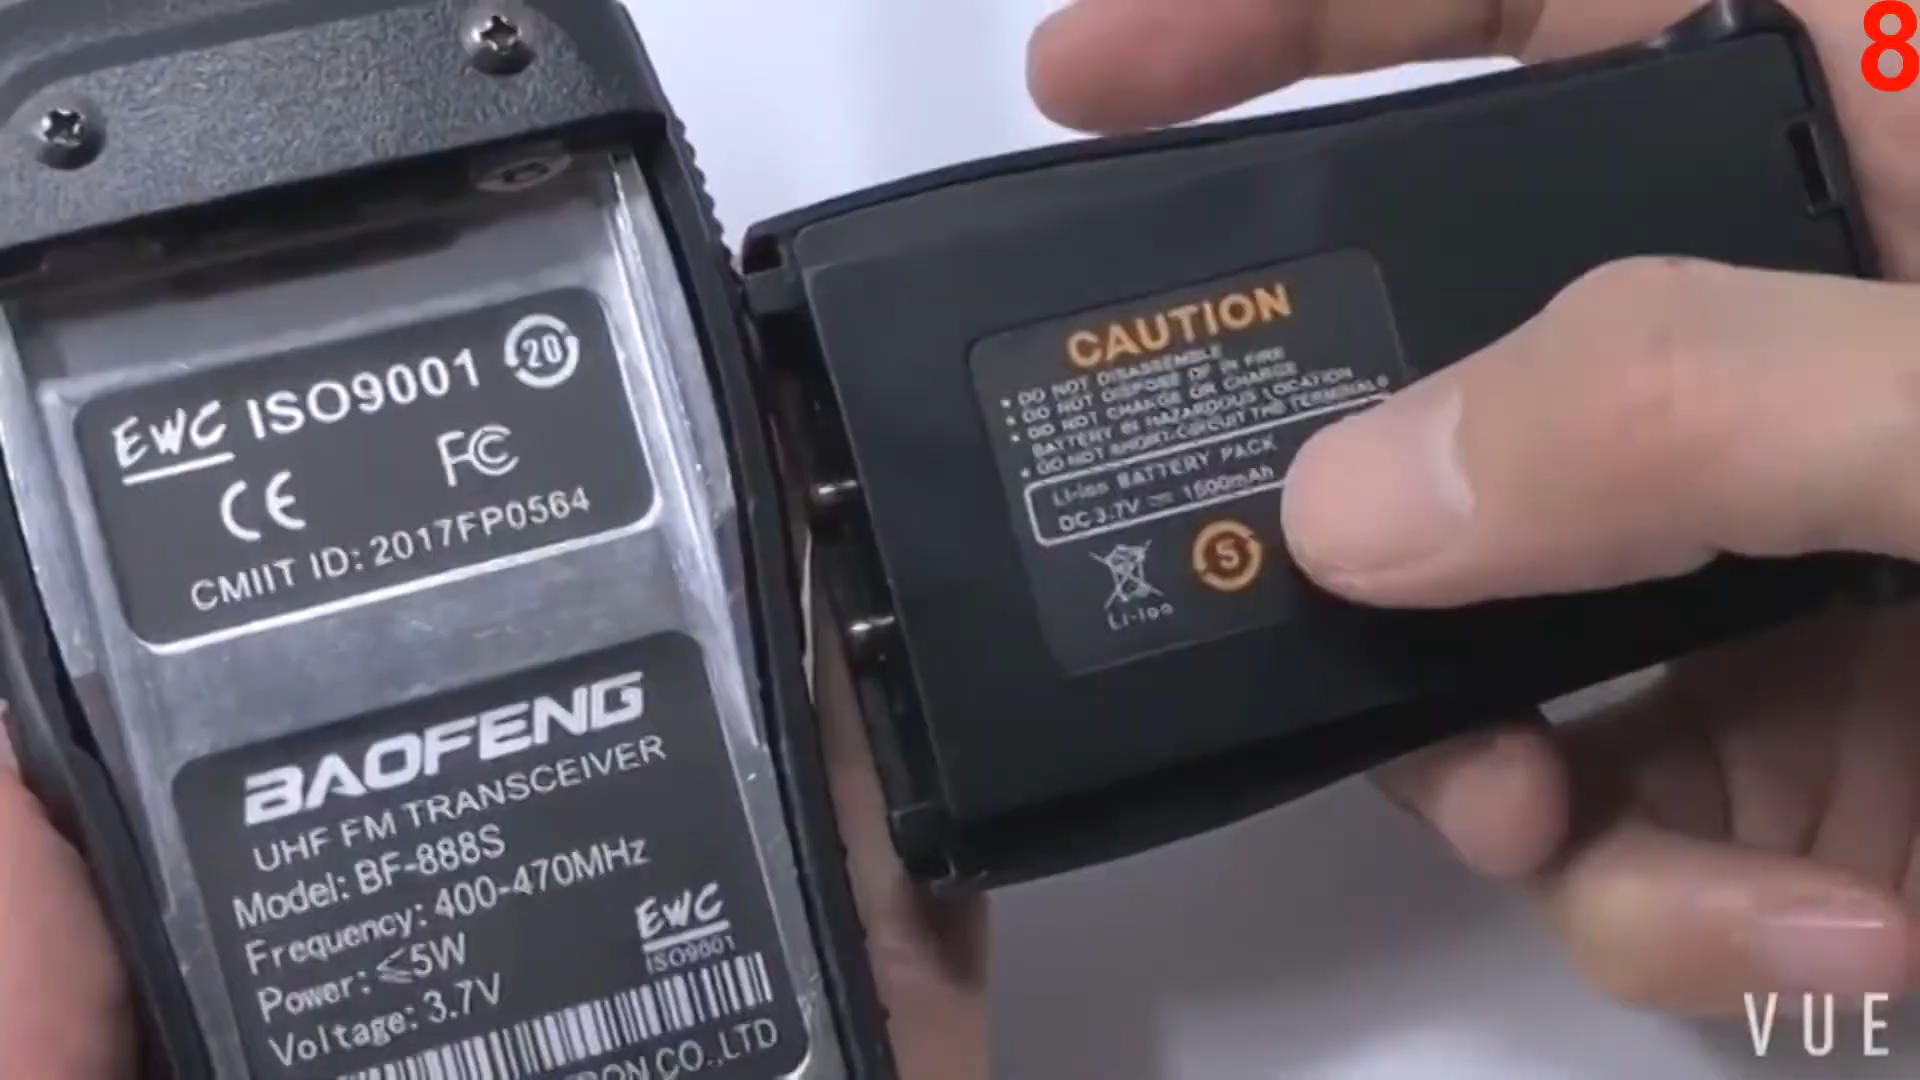 8
EWC ISO9001 20
CE FC
CMIIT ID: 2017FP0564
BAOFENG
UHF FM TRANSCEIVER
Model: BF-888S
Frequency: 400-470MHz
Power: ≤5W
Voltage: 3.7V
EWC
ISO9001
CO.,LTD
CAUTION
• DO NOT DISASSEMBLE
• DO NOT DISPOSE OF IN FIRE
• DO NOT CHANGE OR CHARGE
BATTERY IN HAZARDOUS LOCATION
• DO NOT SHORT-CIRCUIT THE TERMINALS
Li-ion BATTERY PACK
DC 3.7V 1500mAh
5
Li-ion
VUE